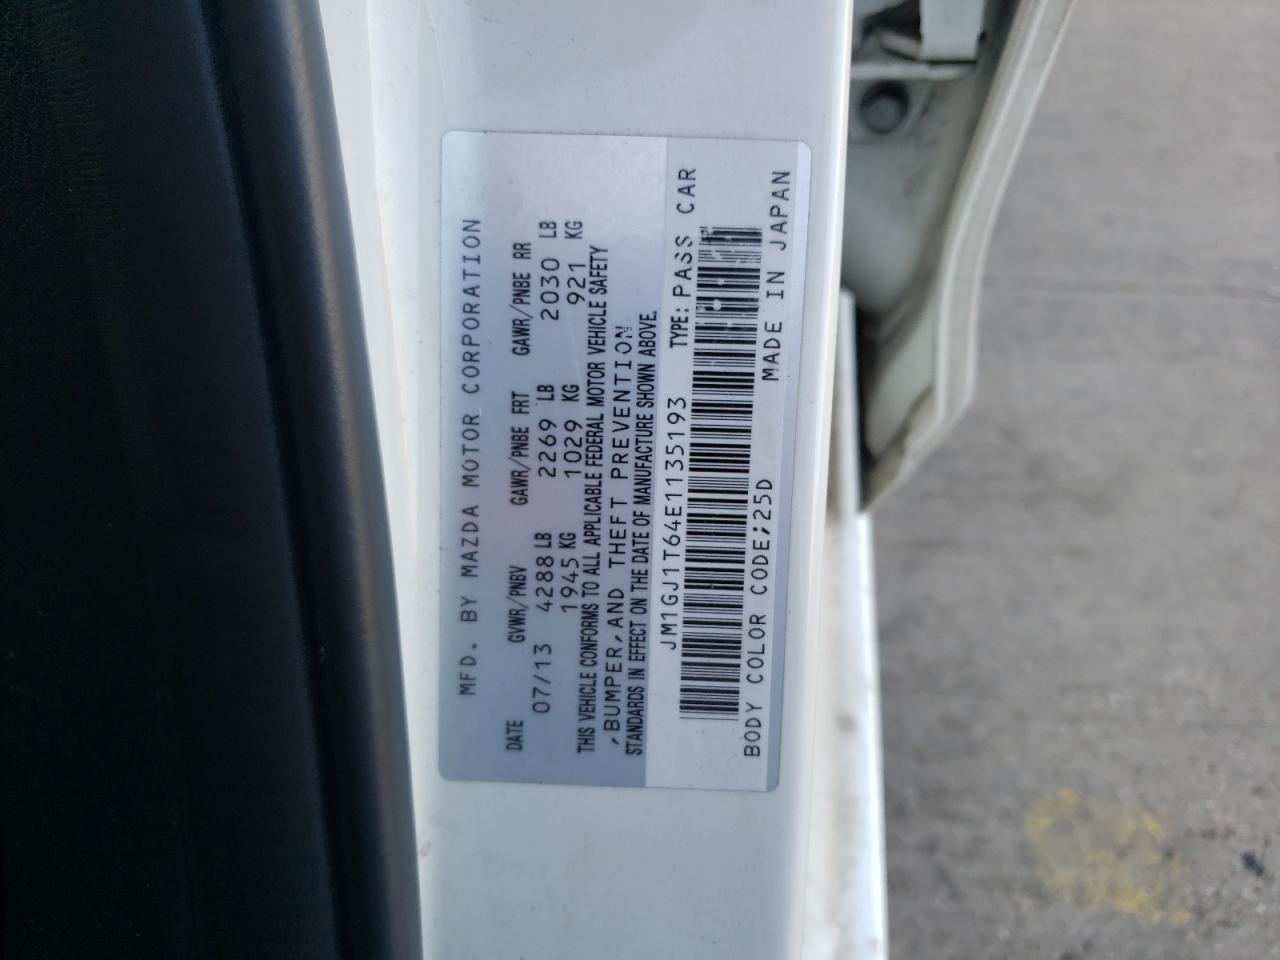 MFD. BY MAZDA MOTOR CORPORATION
DATE GVWR/PNBV GAWR/PNBE FRT GAWR/PNBE RR
07/13 4288 LB 2269 LB 2030 LB
1945 KG 1029 KG 921 KG
THIS VEHICLE CONFORMS TO ALL APPLICABLE FEDERAL MOTOR VEHICLE SAFETY
,BUMPER,AND THEFT PREVENTION
STANDARDS IN EFFECT ON THE DATE OF MANUFACTURE SHOWN ABOVE.
JM1GJ1T64E1135193 TYPE: PASS CAR
BODY COLOR CODE;25D MADE IN JAPAN